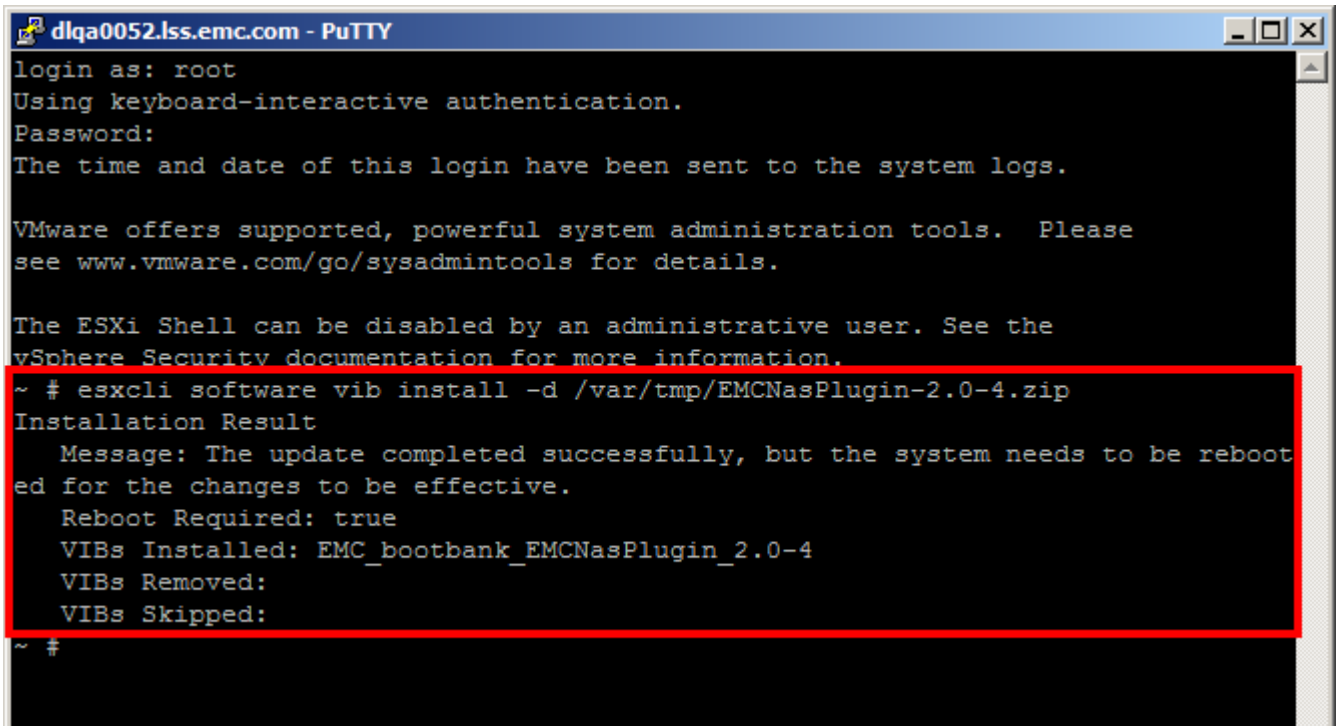 dlqa0052.lss.emc.com - PuTTY
login as: root
Using keyboard-interactive authentication.
Password:
The time and date of this login have been sent to the system logs.
VMware offers supported, powerful system administration tools.  Please
see www.vmware.com/go/sysadmintools for details.
The ESXi Shell can be disabled by an administrative user. See the
vSphere Security documentation for more information.
~ # esxcli software vib install -d /var/tmp/EMCNasPlugin-2.0-4.zip
Installation Result
   Message: The update completed successfully, but the system needs to be reboot
ed for the changes to be effective.
   Reboot Required: true
   VIBs Installed: EMC_bootbank_EMCNasPlugin_2.0-4
   VIBs Removed:
   VIBs Skipped:
~ #